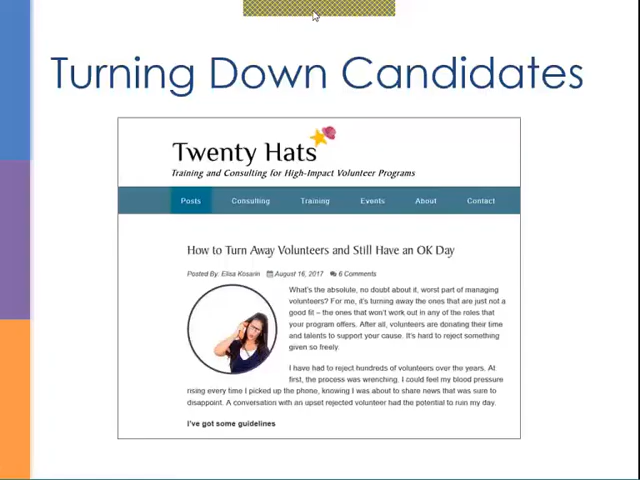 Turning Down Candidates
Twenty Hats
Training and Consulting for High-Impact Volunteer Programs
Posts Consulting Training Events About Contact
How to Turn Away Volunteers and Still Have an OK Day
Posted By: Elisa Kosarin August 16, 2017 6 Comments
What's the absolute, no doubt about it, worst part of managing
volunteers? For me, it's turning away the ones that are just not a
good fit – the ones that won't work out in any of the roles that
your program offers. After all, volunteers are donating their time
and talents to support your cause. It's hard to reject something
given so freely.
I have had to reject hundreds of volunteers over the years. At
first, the process was wrenching. I could feel my blood pressure
rising every time I picked up the phone, knowing I was about to share news that was sure to
disappoint. A conversation with an upset rejected volunteer had the potential to ruin my day.
I've got some guidelines